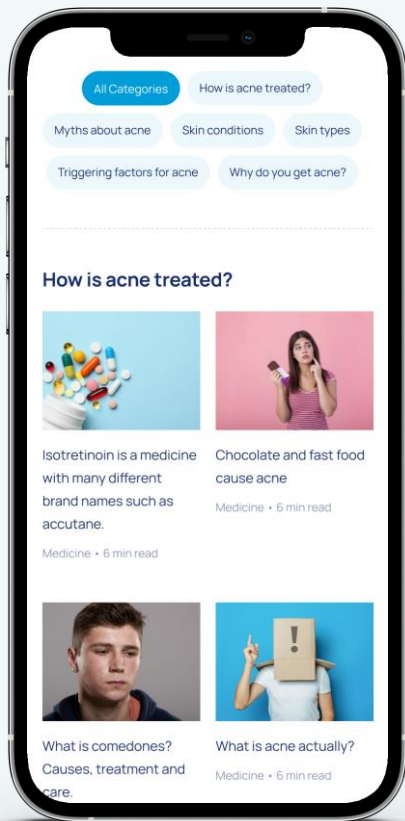 All Categories
How is acne treated?
Myths about acne
Skin conditions
Skin types
Triggering factors for acne
Why do you get acne?
How is acne treated?
Isotretinoin is a medicine
with many different
brand names such as
accutane.
Medicine • 6 min read
Chocolate and fast food
cause acne
Medicine • 6 min read
What is comedones?
Causes, treatment and
care.
!
What is acne actually?
Medicine • 6 min read